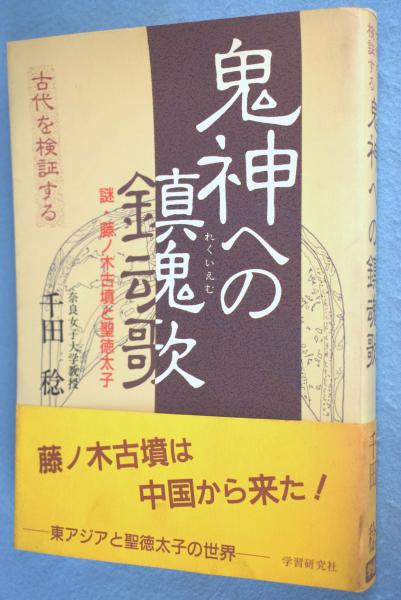 古代を検証する
鬼神への
鎮魂歌
れくいえむ
謎・藤ノ木古墳と聖徳太子
奈良女子大学教授
千田 稔
藤ノ木古墳は
中国から来た!
—東アジアと聖徳太子の世界—
学習研究社
検証する
鬼神への鎮魂歌
千田 稔